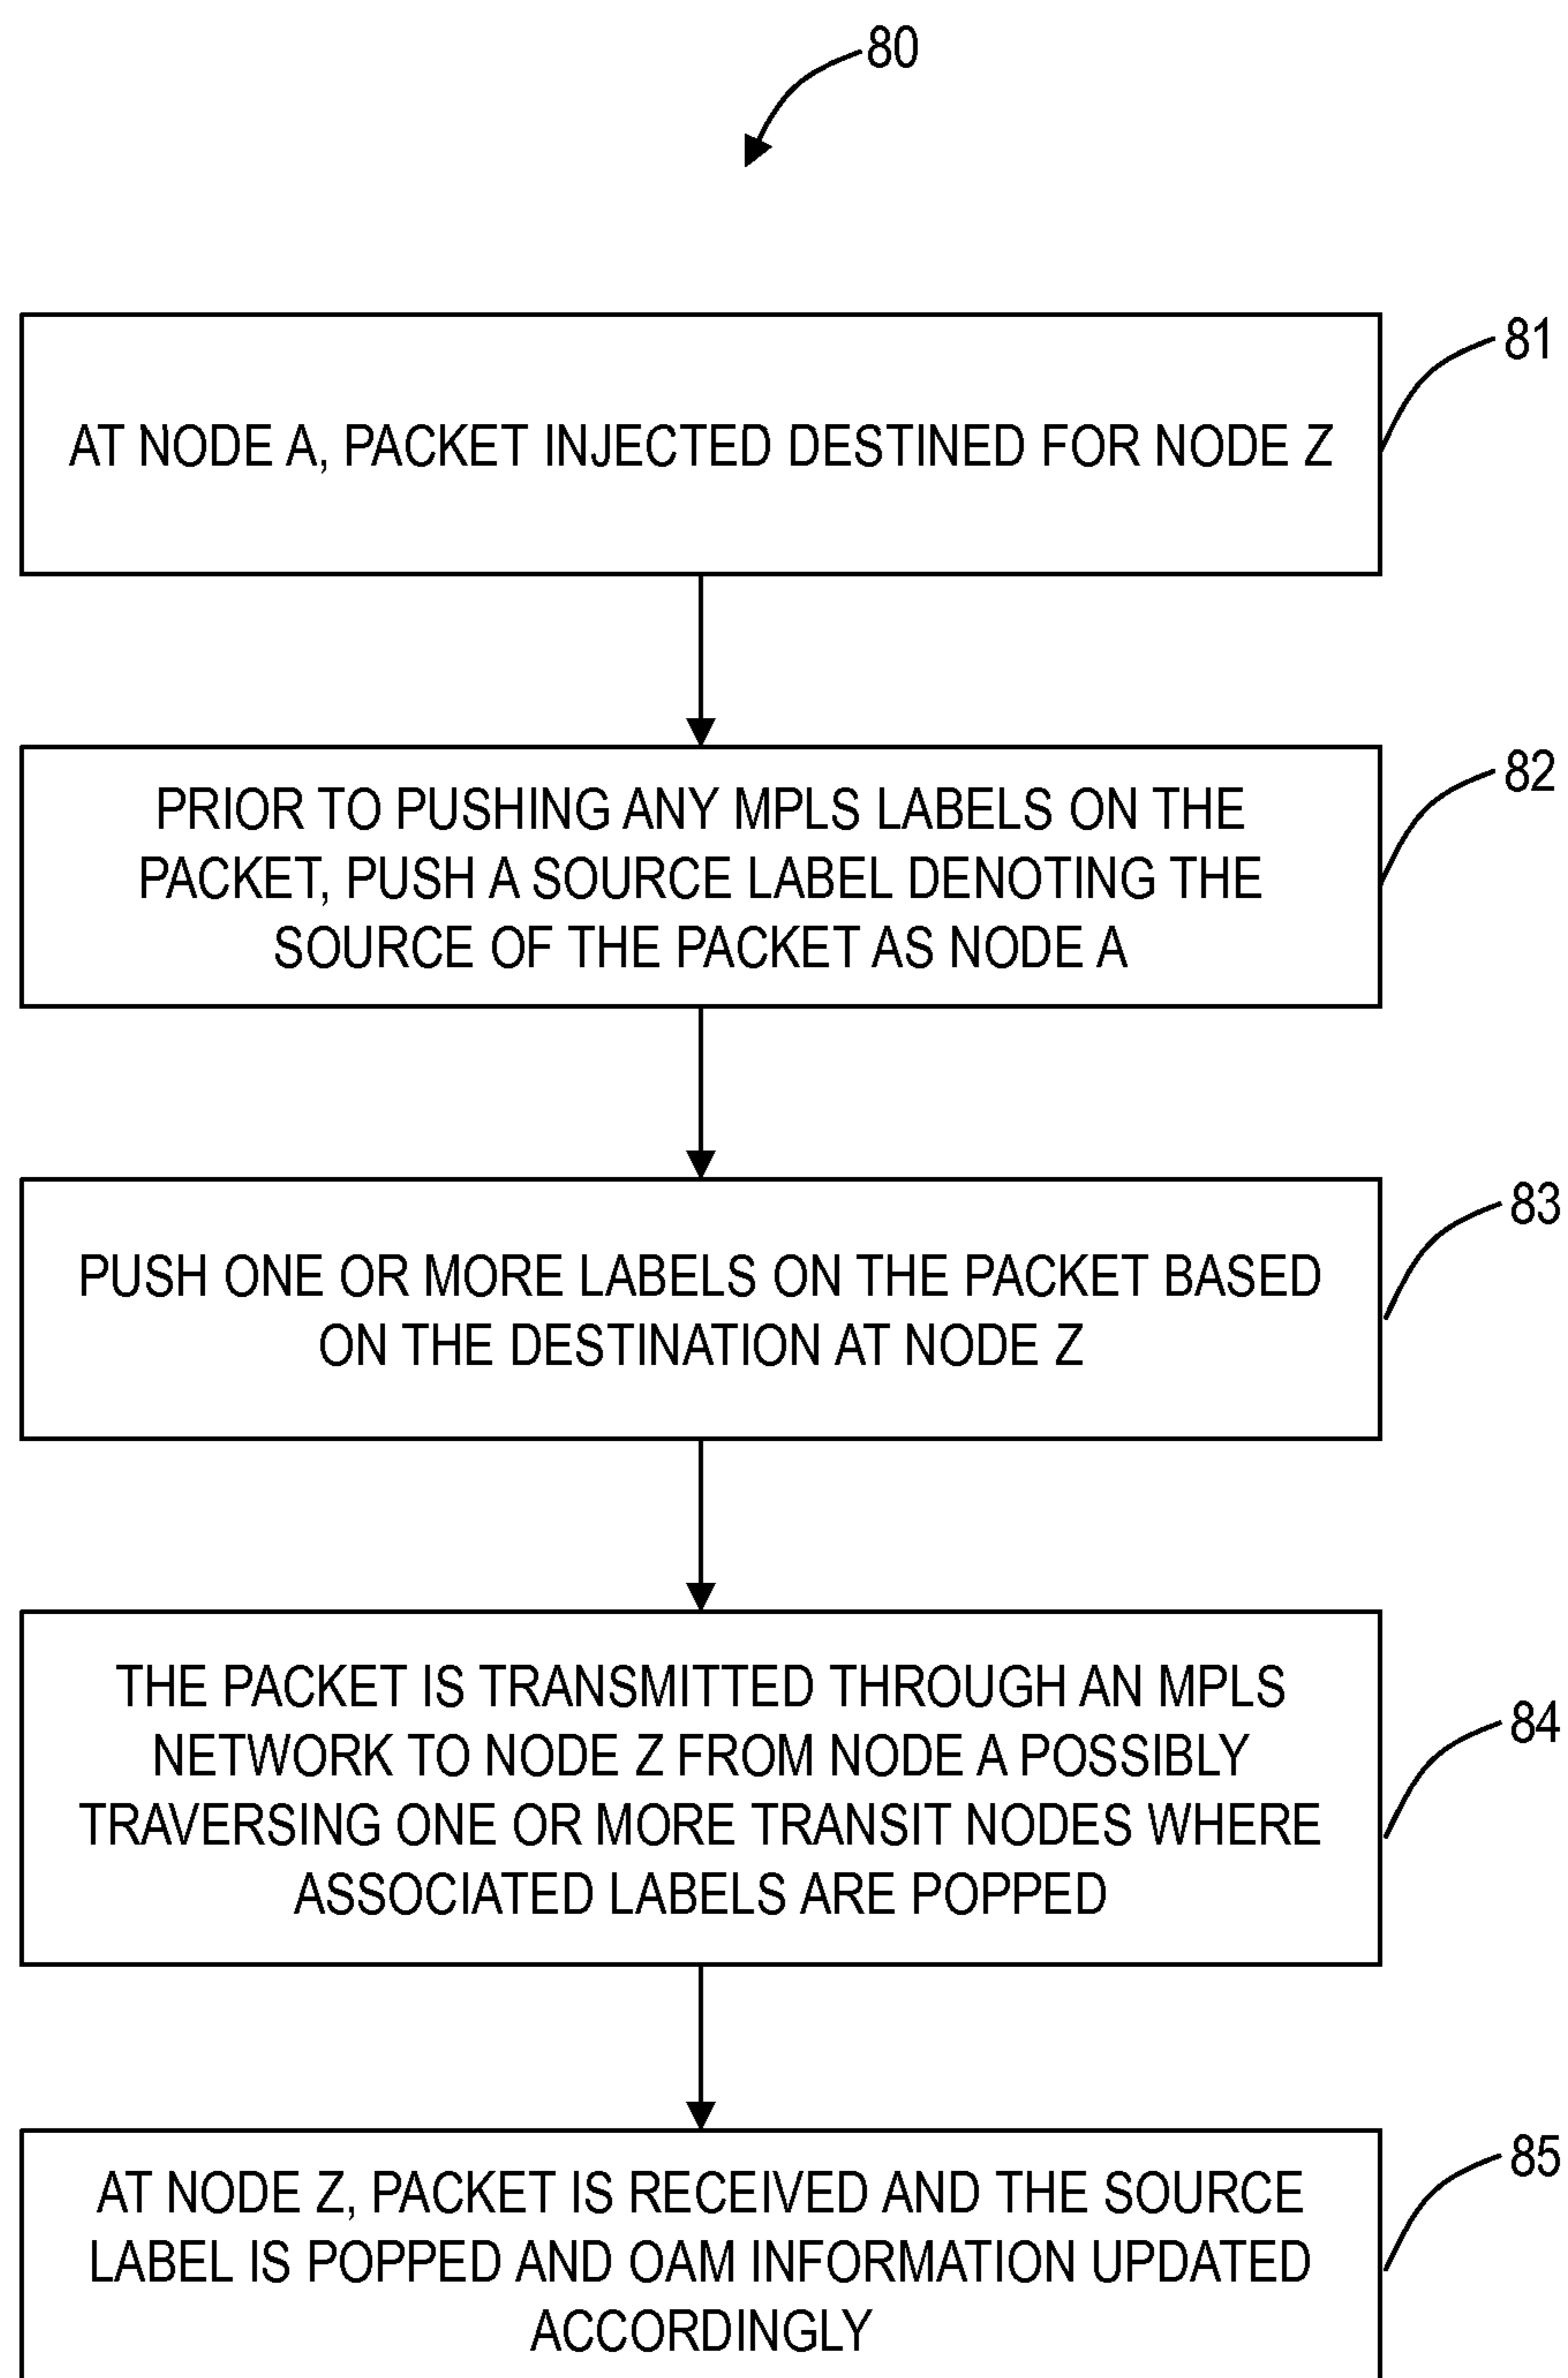 80
81
AT NODE A, PACKET INJECTED DESTINED FOR NODE Z
82
PRIOR TO PUSHING ANY MPLS LABELS ON THE
PACKET, PUSH A SOURCE LABEL DENOTING THE
SOURCE OF THE PACKET AS NODE A
83
PUSH ONE OR MORE LABELS ON THE PACKET BASED
ON THE DESTINATION AT NODE Z
84
THE PACKET IS TRANSMITTED THROUGH AN MPLS
NETWORK TO NODE Z FROM NODE A POSSIBLY
TRAVERSING ONE OR MORE TRANSIT NODES WHERE
ASSOCIATED LABELS ARE POPPED
85
AT NODE Z, PACKET IS RECEIVED AND THE SOURCE
LABEL IS POPPED AND OAM INFORMATION UPDATED
ACCORDINGLY